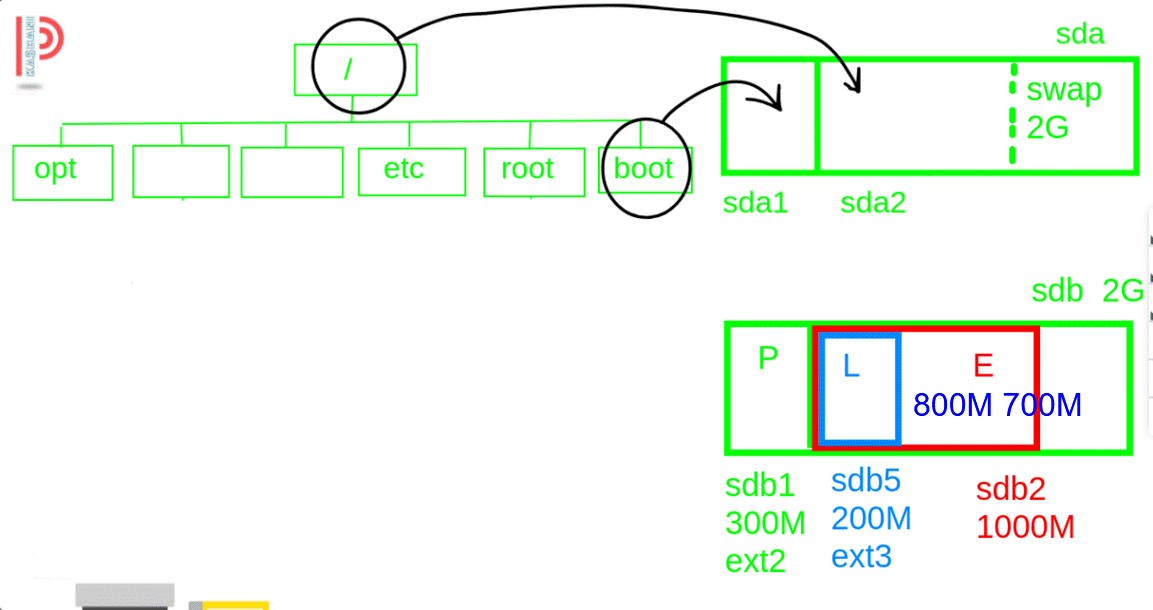 /
opt
etc
root
boot
sda
swap
2G
sda1
sda2
sdb 2G
P
L
E
800M 700M
sdb1
300M
ext2
sdb5
200M
ext3
sdb2
1000M